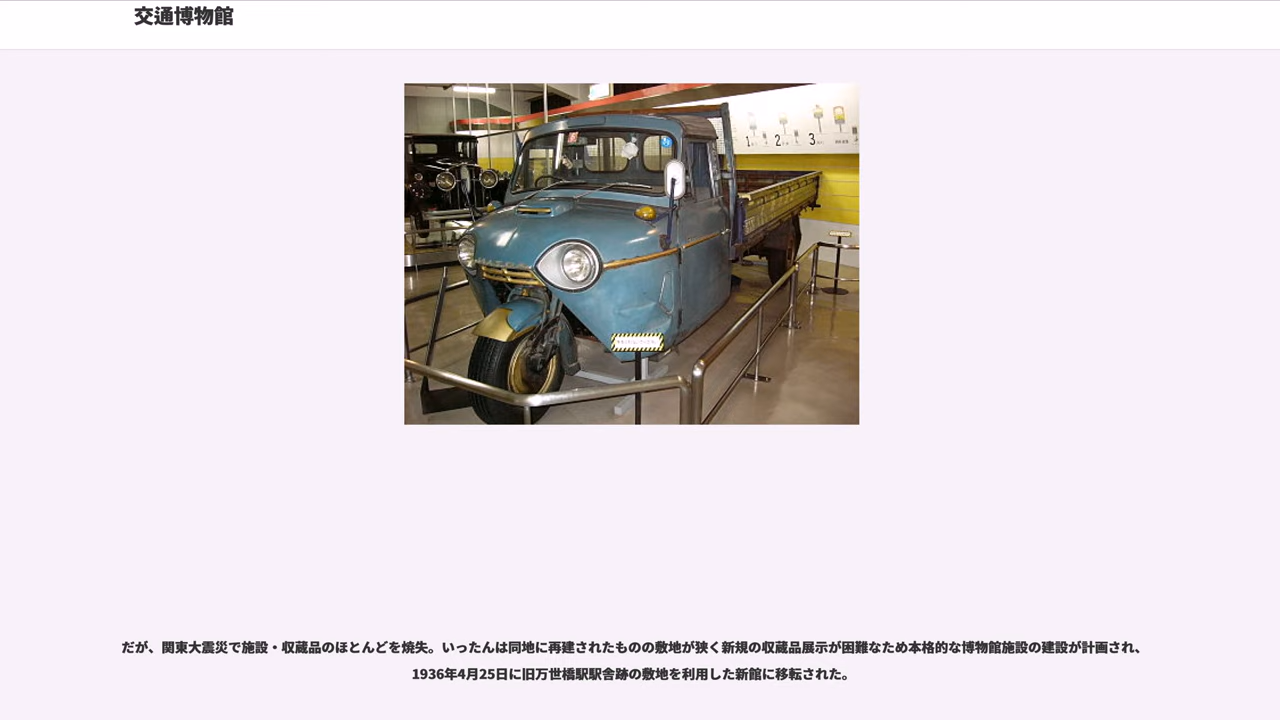 交通博物館
1
2
3
だが、関東大震災で施設・収蔵品のほとんどを焼失。いったんは同地に再建されたものの敷地が狭く新規の収蔵品展示が困難なため本格的な博物館施設の建設が計画され、
1936年4月25日に旧万世橋駅駅舎跡の敷地を利用した新館に移転された。